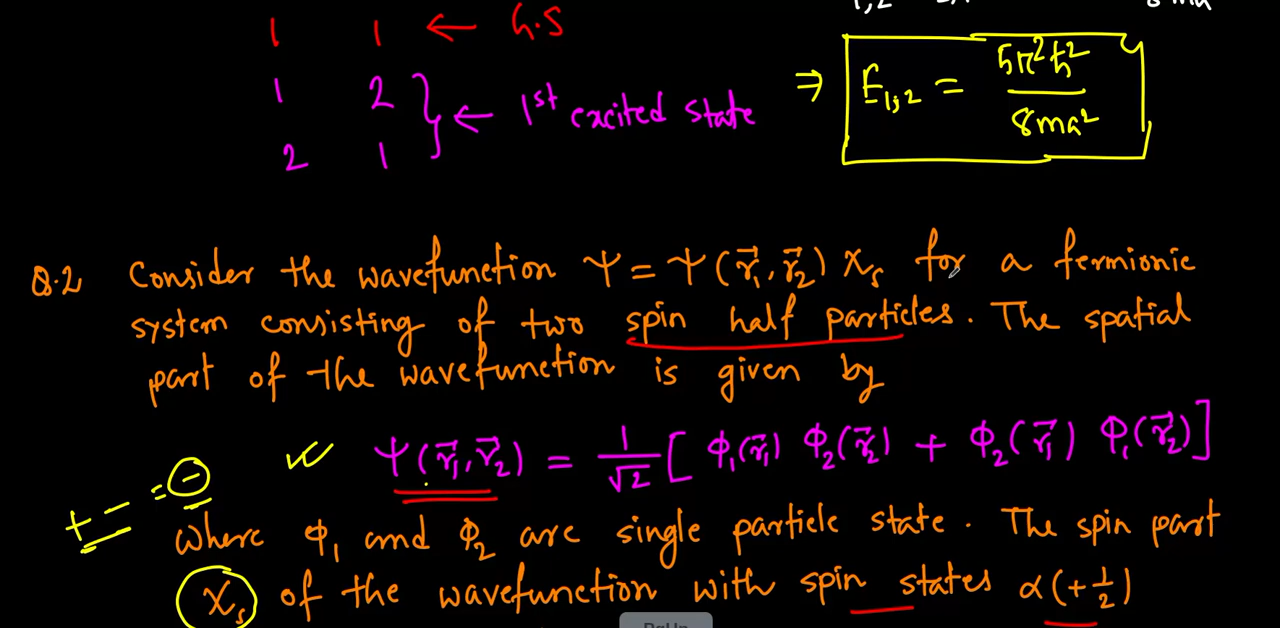 1 1 ← G.S
1 2
← 1st excited state
2 1
⇒ E1,2 = 5π²ħ² / 8ma²
Q.2 Consider the wavefunction Ψ = Ψ(r⃗1, r⃗2) χs for a fermionic
system consisting of two spin half particles. The spatial
part of the wavefunction is given by
Ψ(r⃗1, r⃗2) = 1/√2 [ Φ1(r⃗1) Φ2(r⃗2) + Φ2(r⃗1) Φ1(r⃗2) ]
+ − = −
where Φ1 and Φ2 are single particle state. The spin part
χs of the wavefunction with spin states α(+1/2)
PgUp